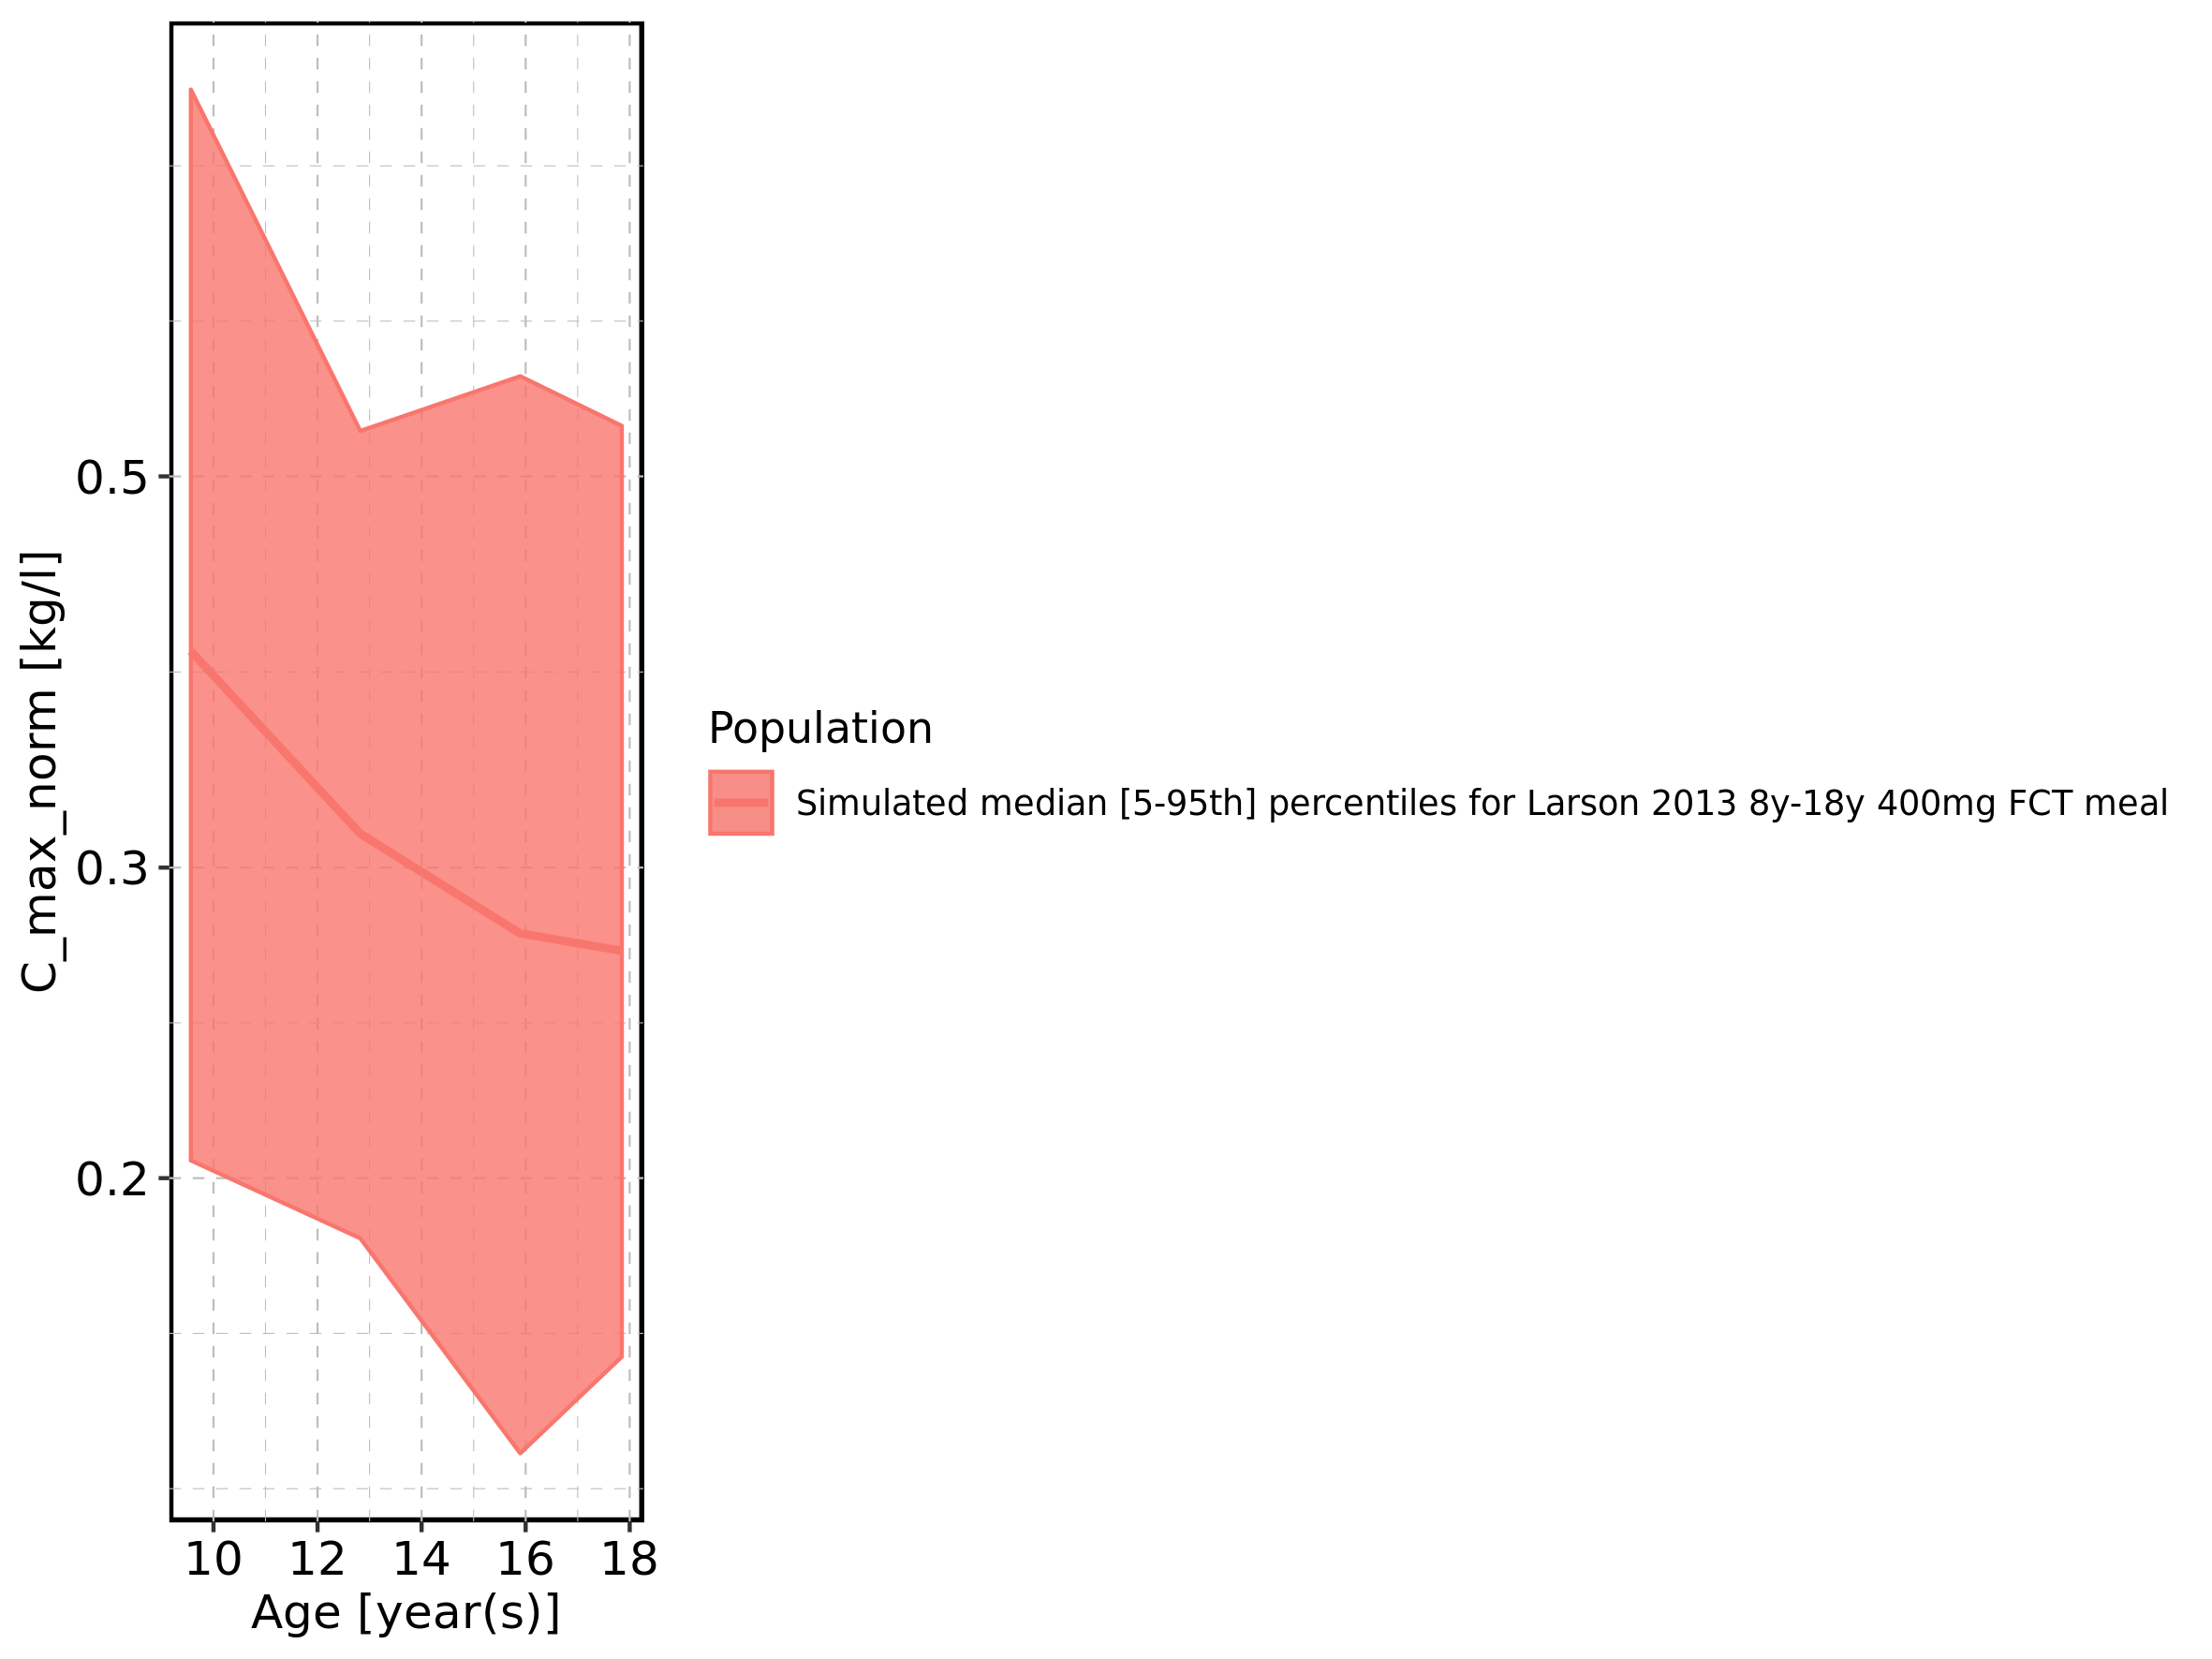 C_max_norm [kg/l]
0.5
0.3
0.2
10 12 14 16 18
Age [year(s)]
Population
Simulated median [5-95th] percentiles for Larson 2013 8y-18y 400mg FCT meal